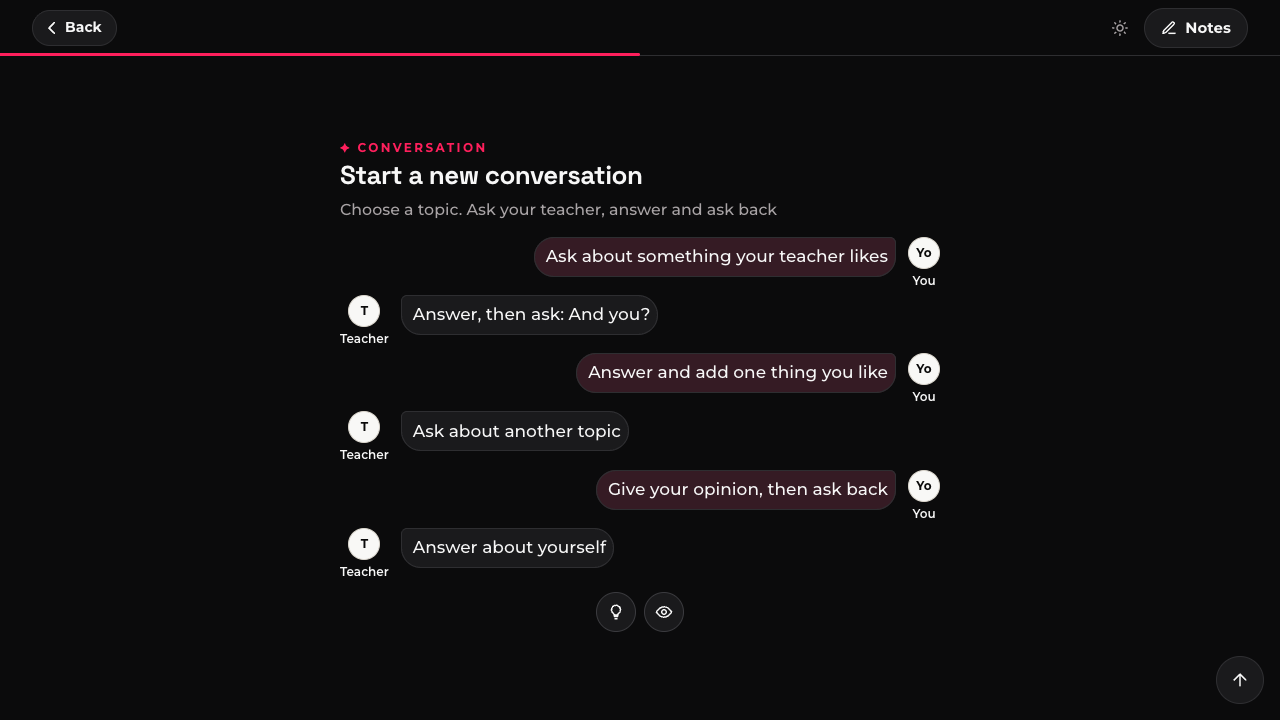 Back
Notes
CONVERSATION
Start a new conversation
Choose a topic. Ask your teacher, answer and ask back
Ask about something your teacher likes
Yo
You
T
Answer, then ask: And you?
Teacher
Answer and add one thing you like
Yo
You
T
Ask about another topic
Teacher
Give your opinion, then ask back
Yo
You
T
Answer about yourself
Teacher